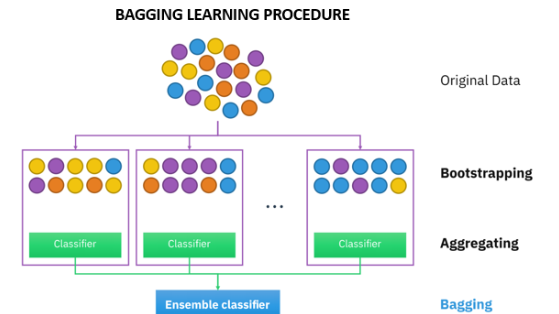 BAGGING LEARNING PROCEDURE
Original Data
Bootstrapping
...
Classifier Classifier Classifier Aggregating
Ensemble classifier Bagging